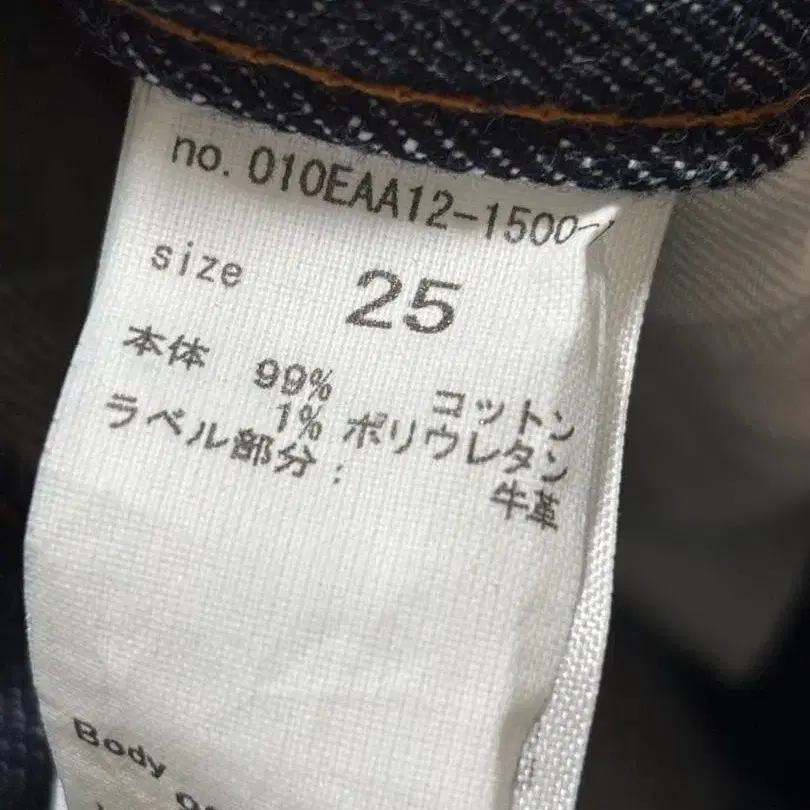 no. 010EAA12-1500-
size 25
本体 99% コットン
1% ポリウレタン
ラベル部分: 牛革
Body